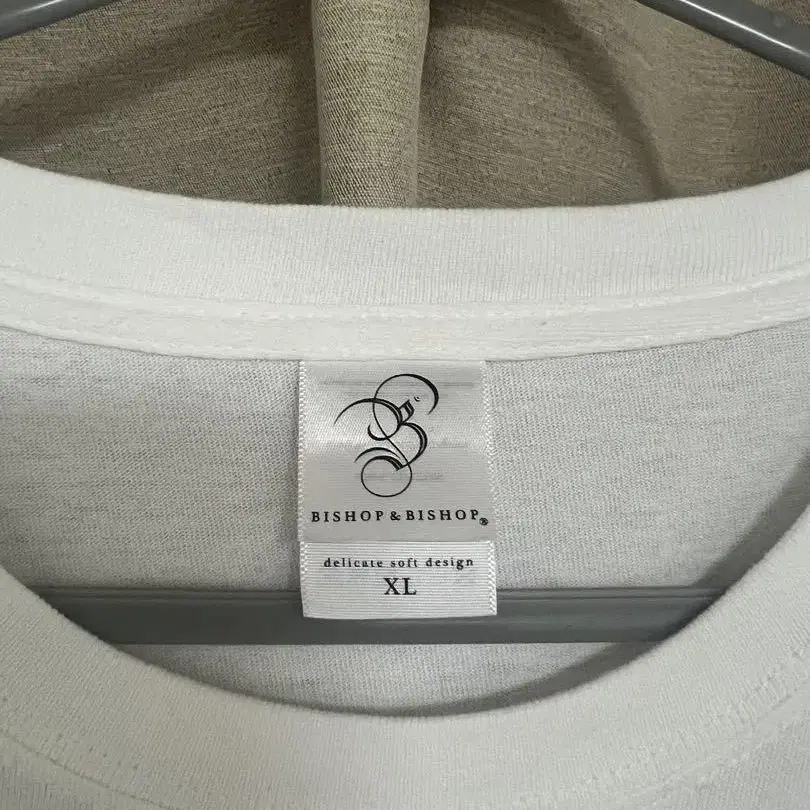 BISHOP & BISHOP®
delicate soft design
XL